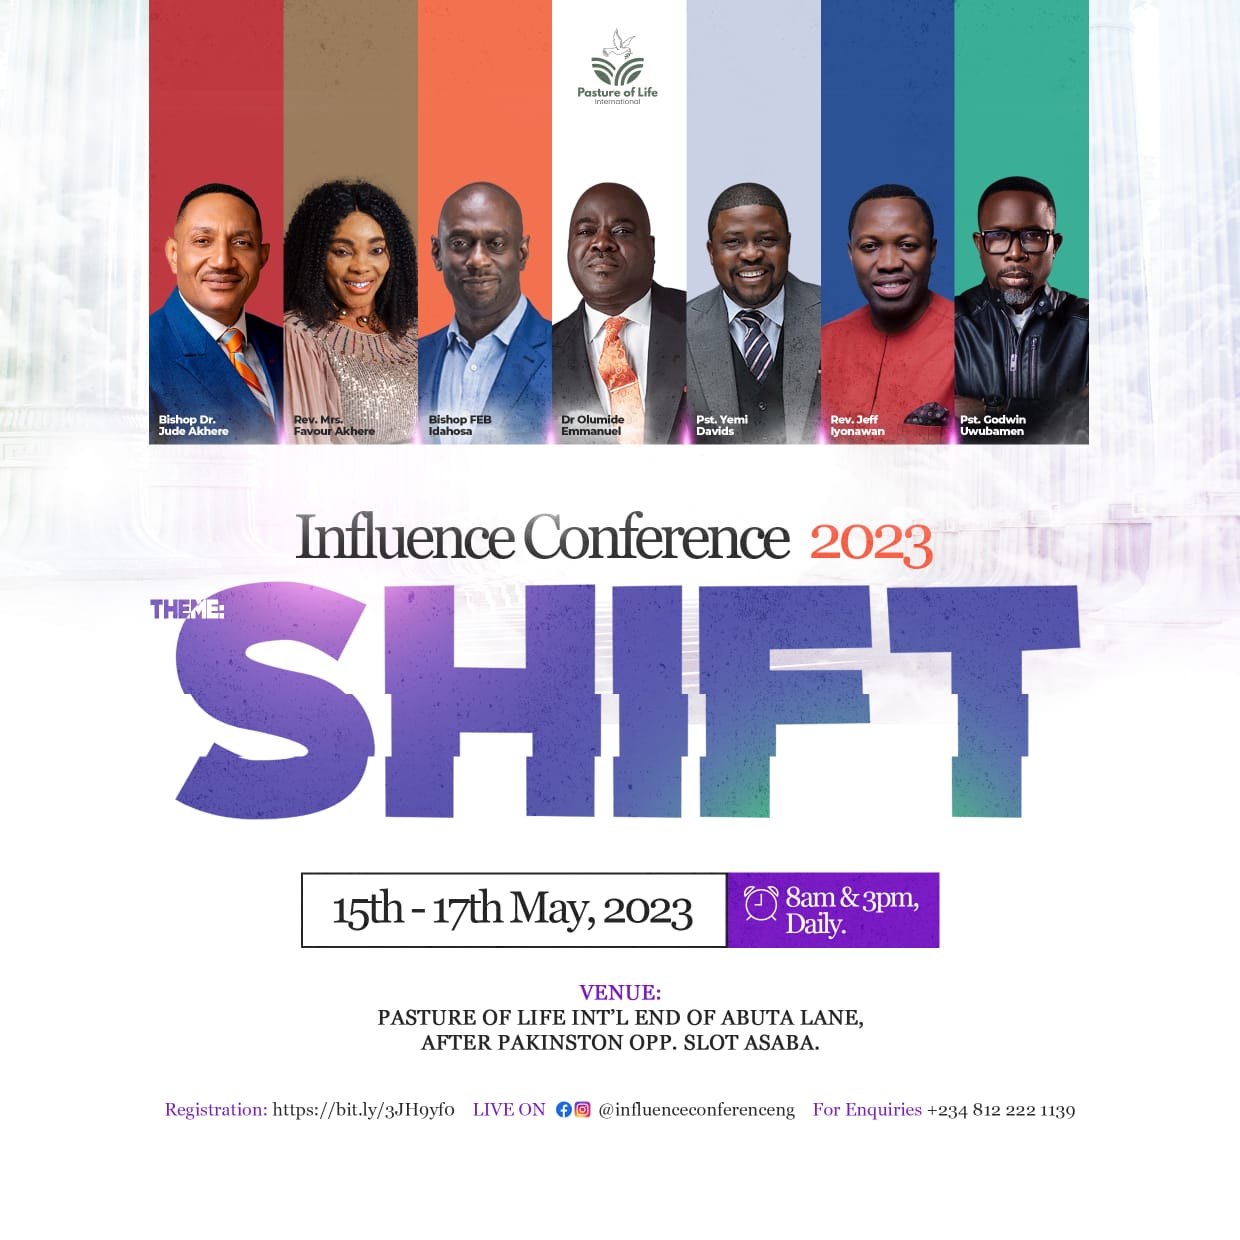 Pasture of Life
International
Bishop Dr.
Jude Akhere
Rev. Mrs.
Favour Akhere
Bishop FEB
Idahosa
Dr Olumide
Emmanuel
Pst. Yemi
Davids
Rev. Jeff
Iyonawan
Pst. Godwin
Uwubamen
Influence Conference 2023
THEME:
SHIFT
15th - 17th May, 2023
8am & 3pm,
Daily.
VENUE:
PASTURE OF LIFE INT'L END OF ABUTA LANE,
AFTER PAKINSTON OPP. SLOT ASABA.
Registration: https://bit.ly/3JH9yf0 LIVE ON @influenceconferenceng For Enquiries +234 812 222 1139